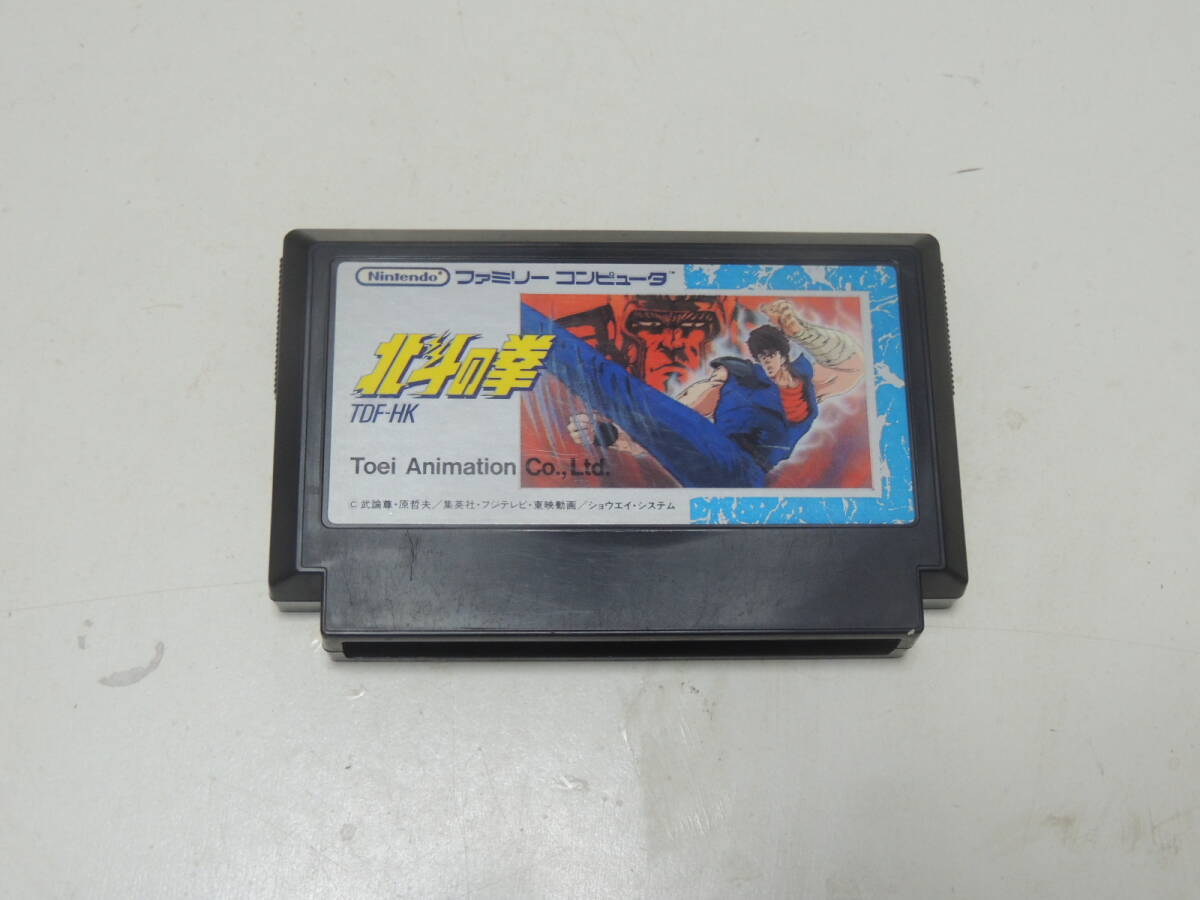 Nintendo® ファミリー コンピュータ™
北斗の拳
TDF-HK
Toei Animation Co.,Ltd.
© 武論尊・原哲夫／集英社・フジテレビ・東映動画／ショウエイ・システム